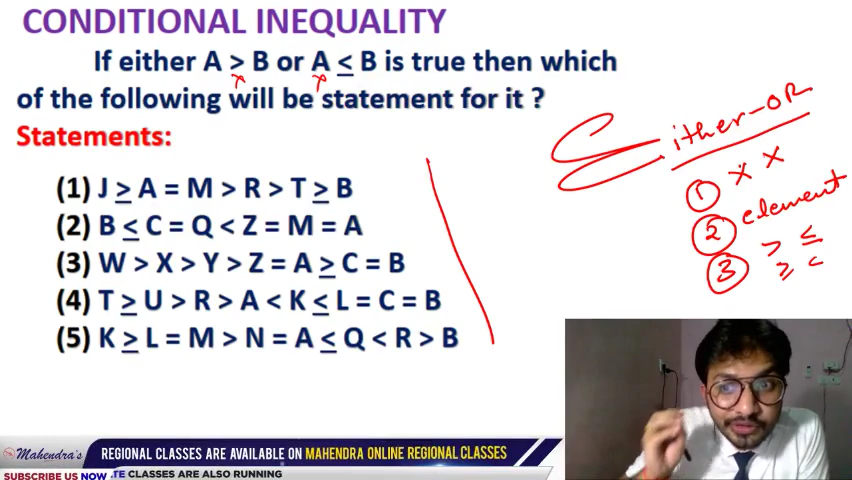 CONDITIONAL INEQUALITY
If either A > B or A ≤ B is true then which
of the following will be statement for it ?
Statements:
(1) J ≥ A = M > R > T ≥ B
(2) B ≤ C = Q < Z = M = A
(3) W > X > Y > Z = A ≥ C = B
(4) T ≥ U > R > A < K ≤ L = C = B
(5) K ≥ L = M > N = A ≤ Q < R > B
Either-OR
① × ×
② element
③ > ≤
≥ <
Mahendra's
REGIONAL CLASSES ARE AVAILABLE ON MAHENDRA ONLINE REGIONAL CLASSES
SUBSCRIBE US NOW
TE CLASSES ARE ALSO RUNNING